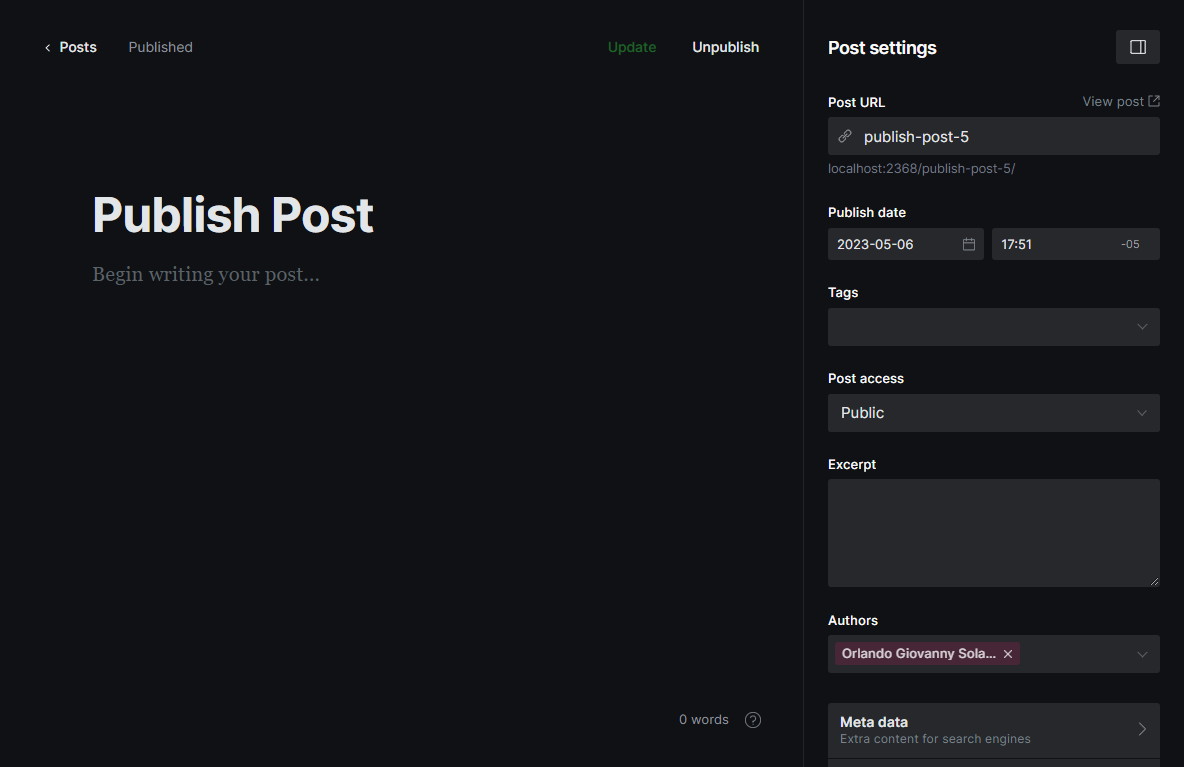 Posts Published Update Unpublish
Publish Post
Begin writing your post...
0 words
Post settings
Post URL View post
publish-post-5
localhost:2368/publish-post-5/
Publish date
2023-05-06 17:51 -05
Tags
Post access
Public
Excerpt
Authors
Orlando Giovanny Sola...
Meta data
Extra content for search engines